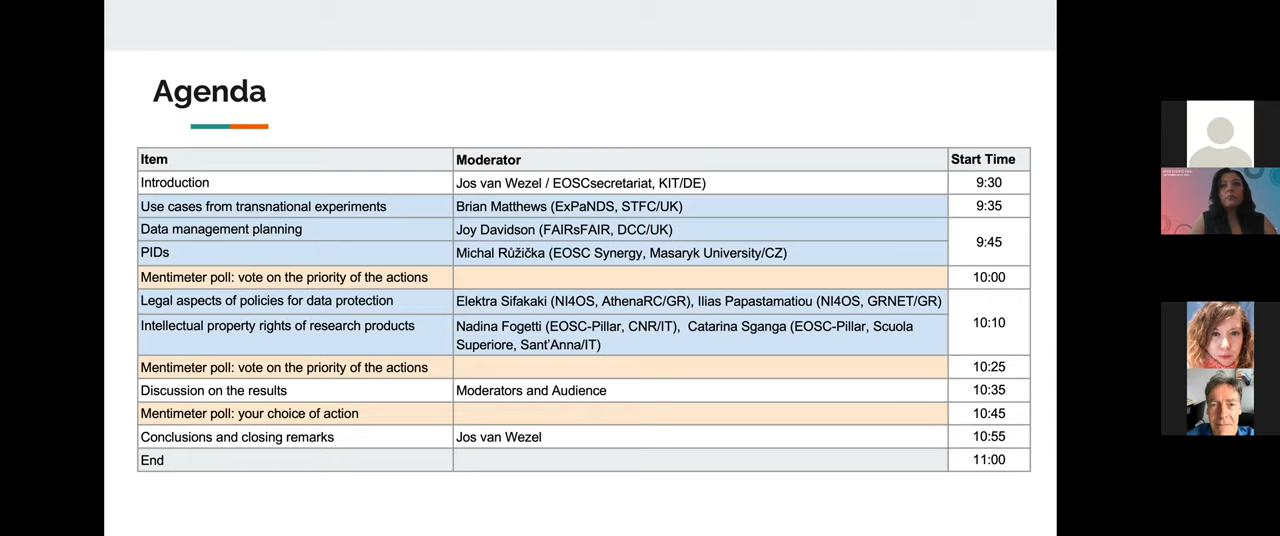 Agenda
Item Moderator Start Time
Introduction Jos van Wezel / EOSCsecretariat, KIT/DE) 9:30
Use cases from transnational experiments Brian Matthews (ExPaNDS, STFC/UK) 9:35
Data management planning Joy Davidson (FAIRsFAIR, DCC/UK) 9:45
PIDs Michal Růžička (EOSC Synergy, Masaryk University/CZ)
Mentimeter poll: vote on the priority of the actions 10:00
Legal aspects of policies for data protection Elektra Sifakaki (NI4OS, AthenaRC/GR), Ilias Papastamatiou (NI4OS, GRNET/GR) 10:10
Intellectual property rights of research products Nadina Fogetti (EOSC-Pillar, CNR/IT), Catarina Sganga (EOSC-Pillar, Scuola
Superiore, Sant'Anna/IT)
Mentimeter poll: vote on the priority of the actions 10:25
Discussion on the results Moderators and Audience 10:35
Mentimeter poll: your choice of action 10:45
Conclusions and closing remarks Jos van Wezel 10:55
End 11:00